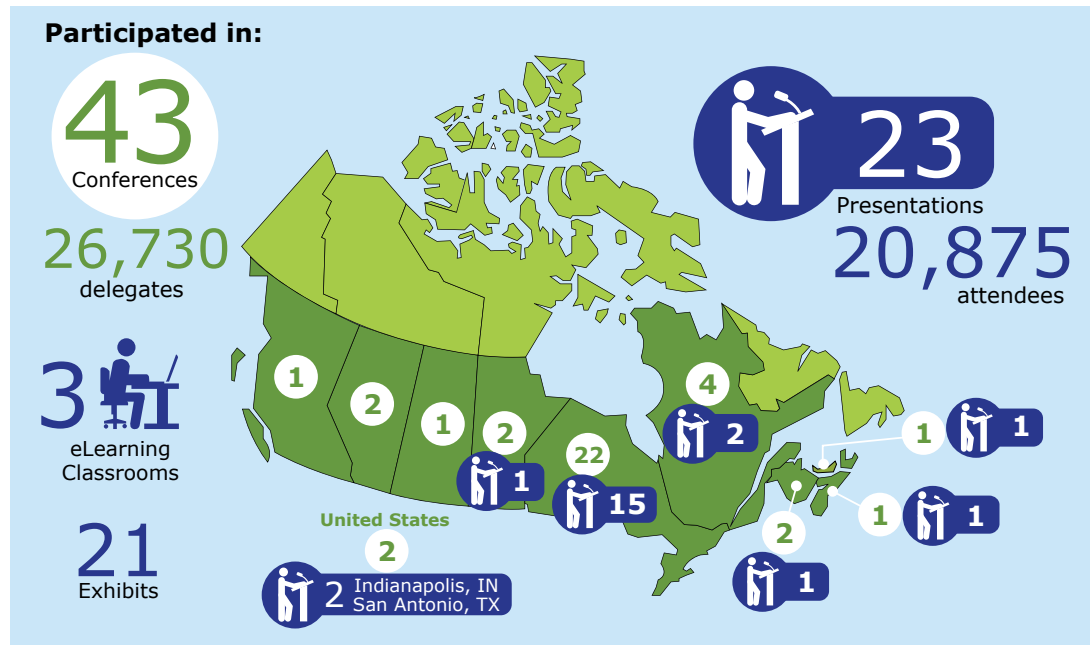 Participated in:
43
Conferences
26,730
delegates
3
eLearning
Classrooms
21
Exhibits
23
Presentations
20,875
attendees
1
2
1
2
1
22
15
4
2
1
1
1
1
2
1
United States
2
2 Indianapolis, IN
San Antonio, TX